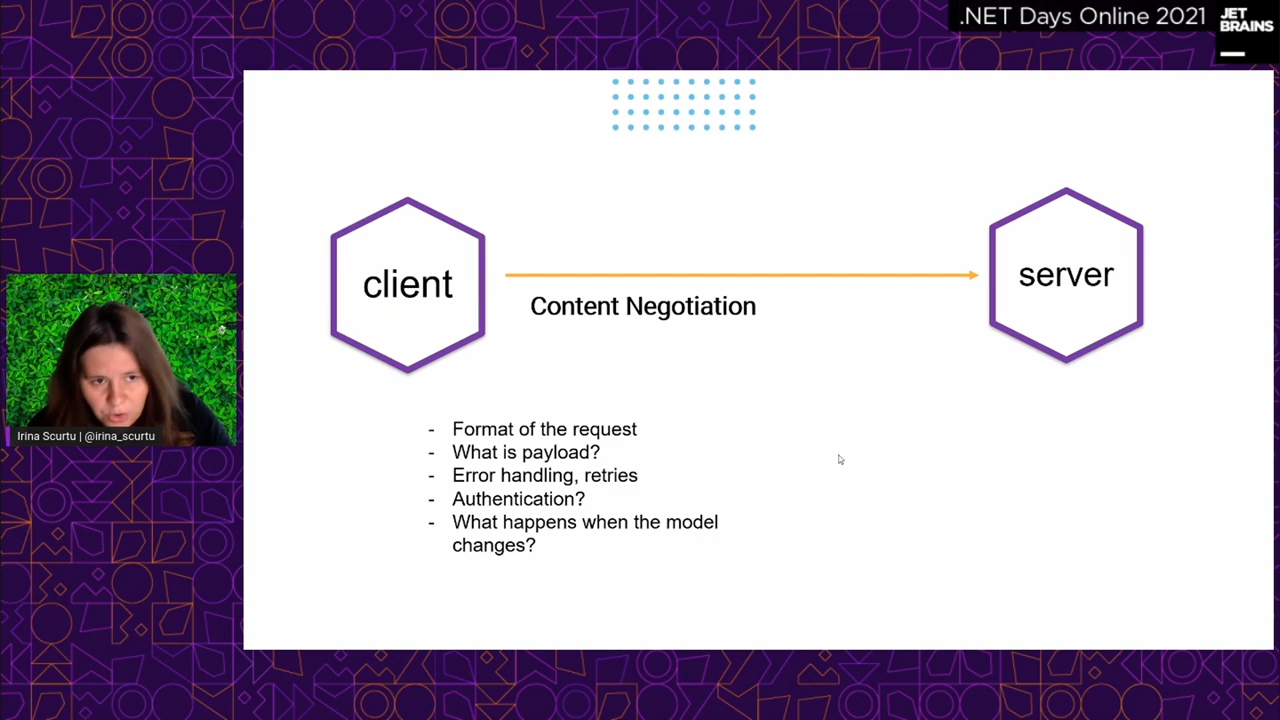 .NET Days Online 2021
JET
BRAINS
client
server
Content Negotiation
- Format of the request
- What is payload?
- Error handling, retries
- Authentication?
- What happens when the model
changes?
Irina Scurtu | @irina_scurtu